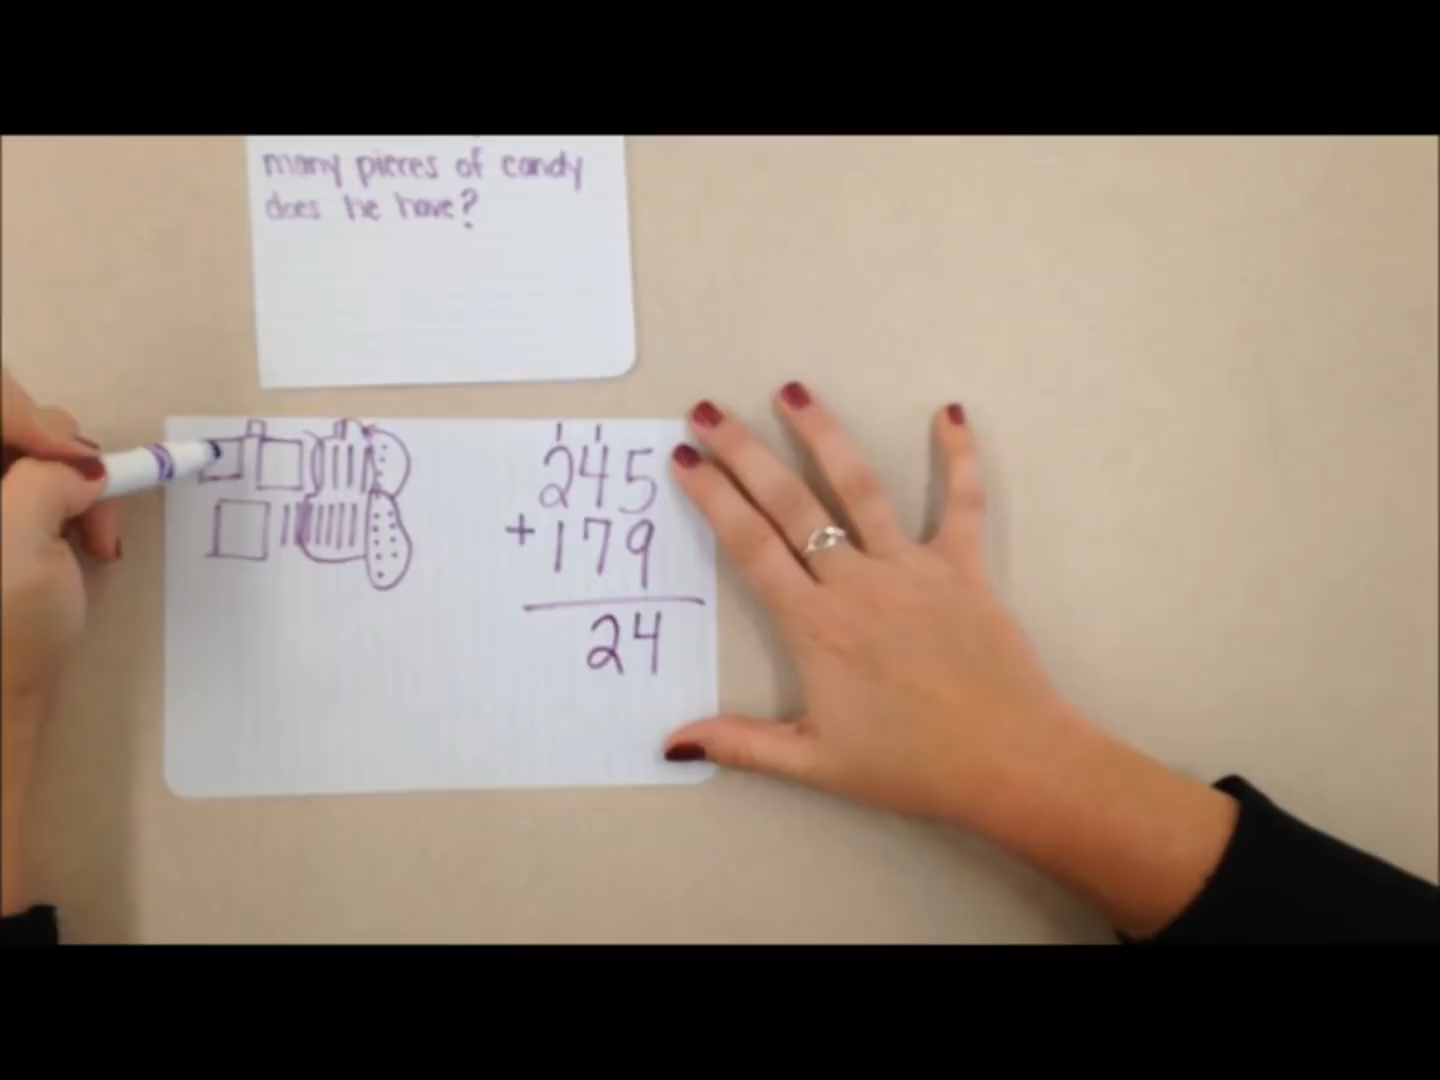 many pieces of candy
does he have?
1 1
245
+ 179
24